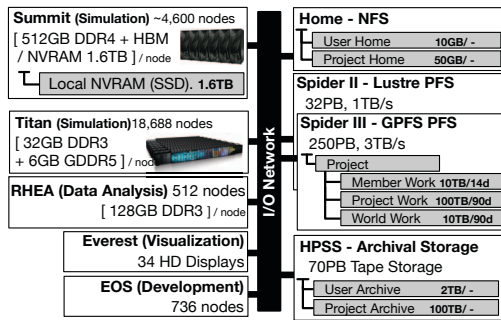 Summit (Simulation) ~4,600 nodes
[ 512GB DDR4 + HBM
/ NVRAM 1.6TB ] / node
Local NVRAM (SSD). 1.6TB
Titan (Simulation)18,688 nodes
[ 32GB DDR3
+ 6GB GDDR5 ] / node
RHEA (Data Analysis) 512 nodes
[ 128GB DDR3 ] / node
Everest (Visualization)
34 HD Displays
EOS (Development)
736 nodes
I/O Network
Home - NFS
User Home 10GB/ -
Project Home 50GB/ -
Spider II - Lustre PFS
32PB, 1TB/s
Spider III - GPFS PFS
250PB, 3TB/s
Project
Member Work 10TB/14d
Project Work 100TB/90d
World Work 10TB/90d
HPSS - Archival Storage
70PB Tape Storage
User Archive 2TB/ -
Project Archive 100TB/ -